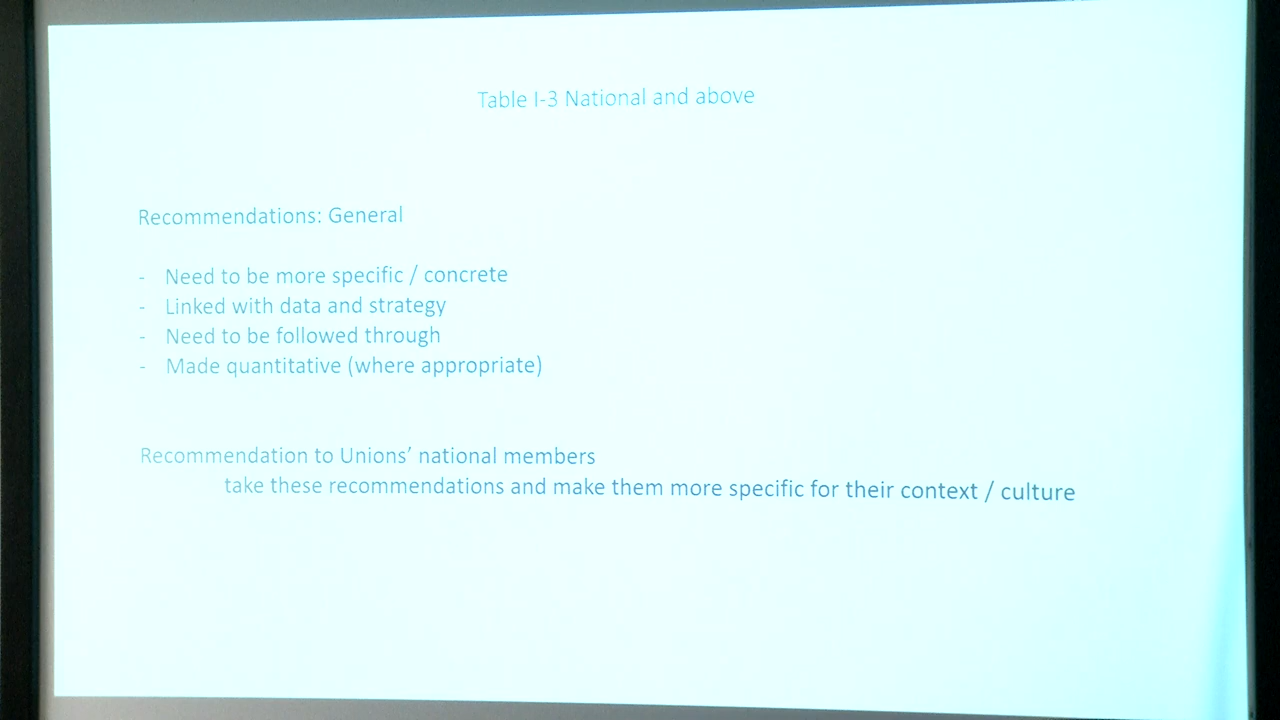 Table I-3 National and above
Recommendations: General
- Need to be more specific / concrete
- Linked with data and strategy
- Need to be followed through
- Made quantitative (where appropriate)
Recommendation to Unions’ national members
take these recommendations and make them more specific for their context / culture